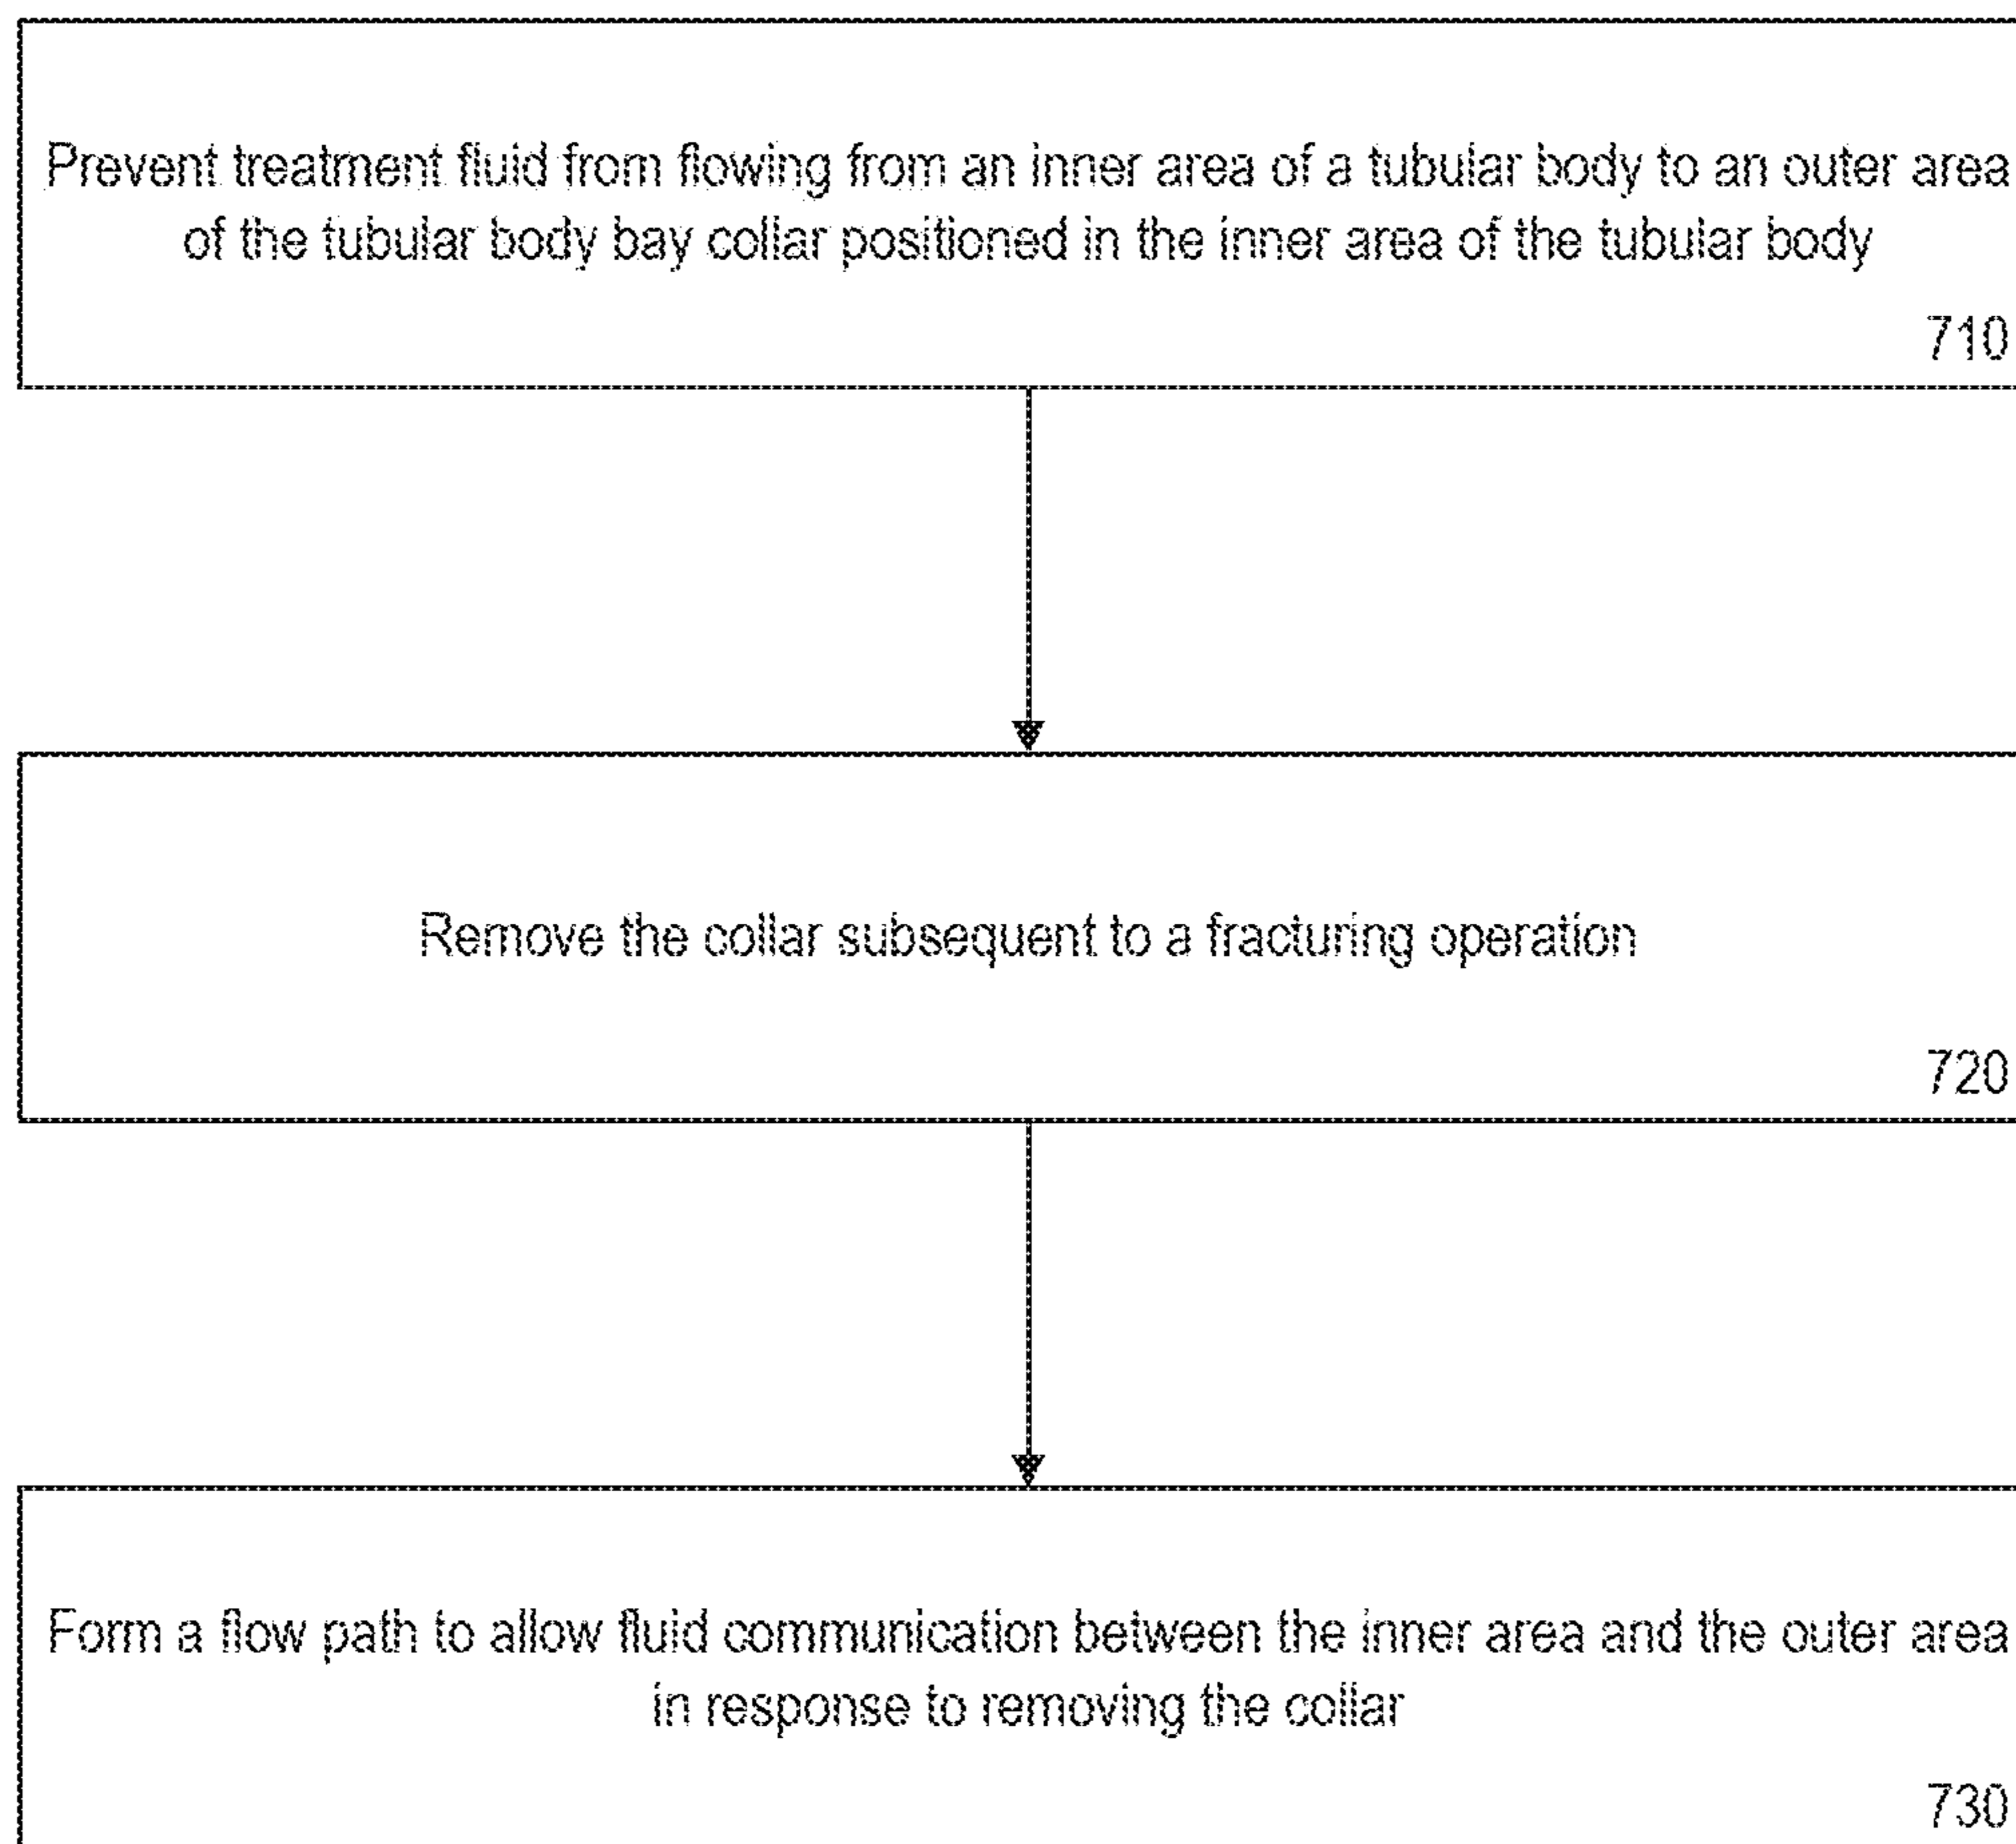 Prevent treatment fluid from flowing from an inner area of a tubular body to an outer area
of the tubular body bay collar positioned in the inner area of the tubular body
710
Remove the collar subsequent to a fracturing operation
720
Form a flow path to allow fluid communication between the inner area and the outer area
in response to removing the collar
730